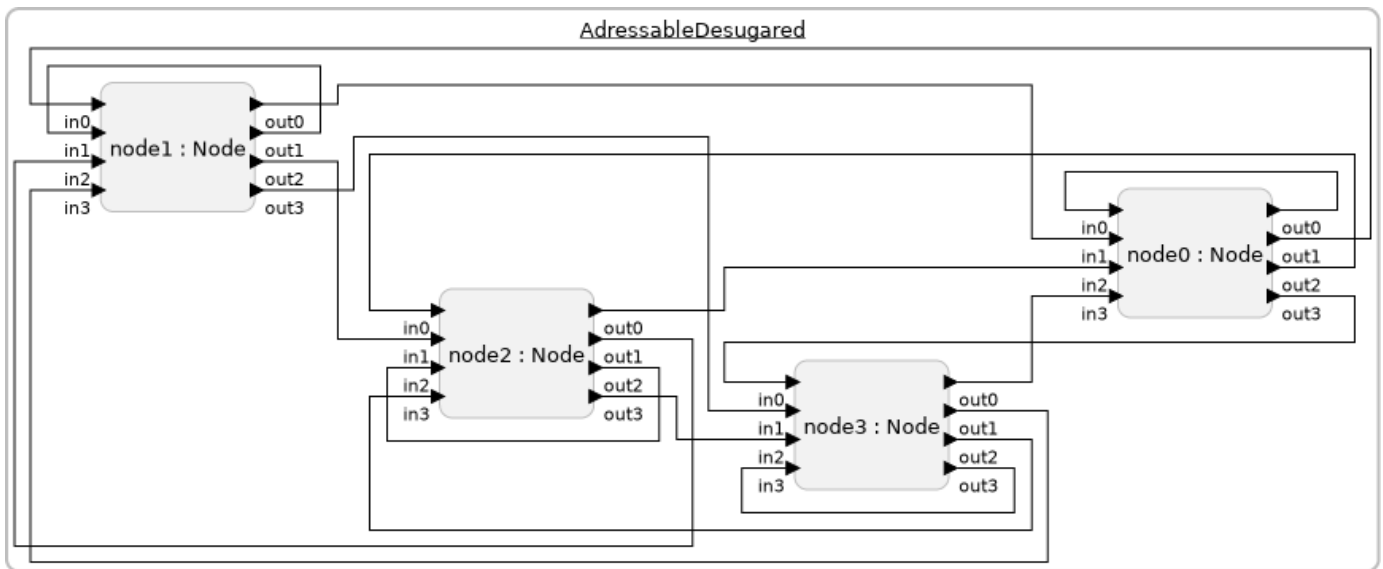 AdressableDesugared
in0
out0
in1
node1 : Node
out1
in2
out2
in3
out3
in0
out0
in1
node0 : Node
out1
in2
out2
in3
out3
in0
out0
in1
node2 : Node
out1
in2
out2
in3
out3
in0
out0
in1
node3 : Node
out1
in2
out2
in3
out3